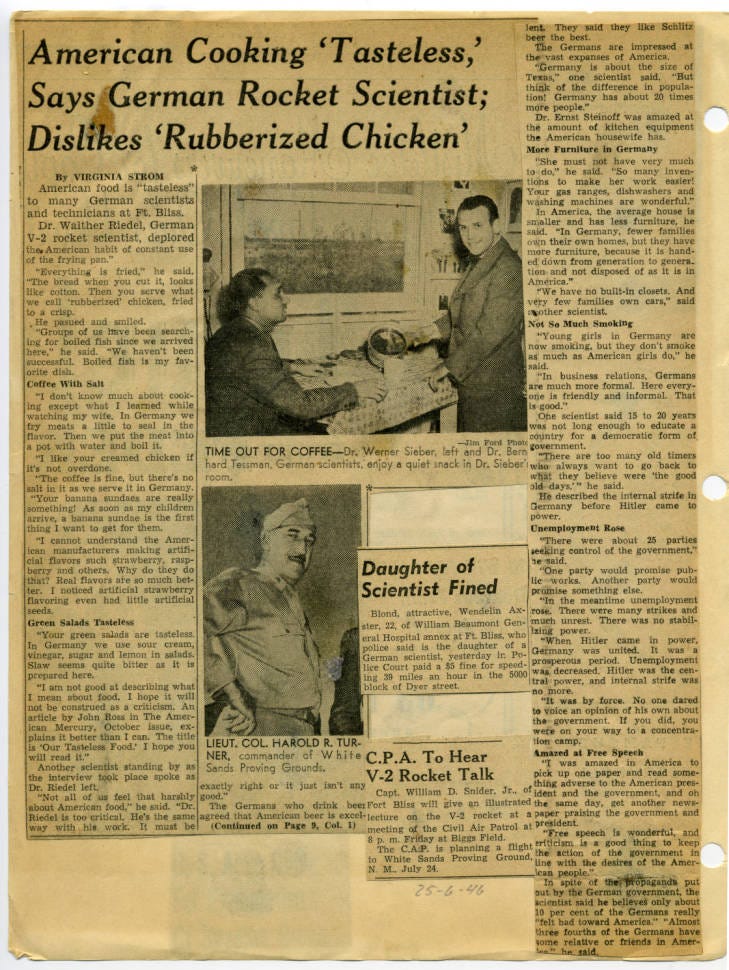 American Cooking 'Tasteless,'
Says German Rocket Scientist;
Dislikes 'Rubberized Chicken'
By VIRGINIA STROM
American food is "tasteless"
to many German scientists
and technicians at Ft. Bliss.
Dr. Walther Riedel, German
V-2 rocket scientist, deplored
the American habit of constant use
of the frying pan."
"Everything is fried," he said.
"The bread when you cut it, looks
like cotton. Then you serve what
we call 'rubberized' chicken, fried
to a crisp.
He pasued and smiled.
"Groups of us have been search-
ing for boiled fish since we arrived
here," he said. "We haven't been
successful. Boiled fish is my fav-
orite dish.
Coffee With Salt
"I don't know much about cook-
ing except what I learned while
watching my wife. In Germany we
fry meats a little to seal in the
flavor. Then we put the meat into
a pot with water and boil it.
"I like your creamed chicken if
it's not overdone.
"The coffee is fine, but there's no
salt in it as we serve it in Germany.
"Your banana sundaes are really
something! As soon as my children
arrive, a banana sundae is the first
thing I want to get for them.
"I cannot understand the Amer-
ican manufacturers making artifi-
cial flavors such strawberry, rasp-
berry and others. Why do they do
that? Real flavors are so much bet-
ter. I noticed artificial strawberry
flavoring even had little artificial
seeds.
Green Salads Tasteless
"Your green salads are tasteless.
In Germany we use sour cream,
vinegar, sugar and lemon in salads.
Slaw seems quite bitter as it is
prepared here.
"I am not good at describing what
I mean about food. I hope it will
not be construed as a criticism. An
article by John Ross in The Amer-
ican Mercury, October issue, ex-
plains it better than I can. The title
is 'Our Tasteless Food.' I hope you
will read it."
Another scientist standing by as
the interview took place spoke as
Dr. Riedel left.
"Not all of us feel that harshly
about American food," he said. "Dr.
Riedel is too critical. He's the same
way with his work. It must be
—Jim Ford Photo
TIME OUT FOR COFFEE—Dr. Werner Sieber, left and Dr. Bern
hard Tessman, German scientists, enjoy a quiet snack in Dr. Sieber'
room.
LIEUT. COL. HAROLD R. TUR-
NER, commander of White
Sands Proving Grounds.
exactly right or it just isn't any
good."
The Germans who drink beer
agreed that American beer is excel-
(Continued on Page 9, Col. 1)
Daughter of
Scientist Fined
Blond, attractive, Wendelin Ax-
ster, 22, of William Beaumont Gen-
eral Hospital annex at Ft. Bliss, who
police said is the daughter of a
German scientist, yesterday in Po-
lice Court paid a $5 fine for speed-
ing 39 miles an hour in the 5000
block of Dyer street.
C.P.A. To Hear
V-2 Rocket Talk
Capt. William D. Snider, Jr., of
Fort Bliss will give an illustrated
lecture on the V-2 rocket at a
meeting of the Civil Air Patrol at
8 p. m. Friday at Biggs Field.
The C.A.P. is planning a flight
to White Sands Proving Ground,
N. M., July 24.
25-6-46
lent. They said they like Schlitz
beer the best.
The Germans are impressed at
the vast expanses of America.
"Germany is about the size of
Texas," one scientist said. "But
think of the difference in popula-
tion! Germany has about 20 times
more people."
Dr. Ernst Steinoff was amazed at
the amount of kitchen equipment
the American housewife has.
More Furniture in Germany
"She must not have very much
to do," he said. "So many inven-
tions to make her work easier!
Your gas ranges, dishwashers and
washing machines are wonderful."
In America, the average house is
smaller and has less furniture, he
said. "In Germany, fewer families
own their own homes, but they have
more furniture, because it is hand-
ed down from generation to genera-
tion and not disposed of as it is in
America."
"We have no built-in closets. And
very few families own cars," said
another scientist.
Not So Much Smoking
"Young girls in Germany are
now smoking, but they don't smoke
as much as American girls do," he
said.
"In business relations, Germans
are much more formal. Here every-
one is friendly and informal. That
is good."
One scientist said 15 to 20 years
was not long enough to educate a
country for a democratic form of
government.
"There are too many old timers
who always want to go back to
what they believe were 'the good
old days,'" he said.
He described the internal strife in
Germany before Hitler came to
power.
Unemployment Rose
"There were about 25 parties
seeking control of the government,"
he said.
"One party would promise pub-
lic works. Another party would
promise something else.
"In the meantime unemployment
rose. There were many strikes and
much unrest. There was no stabil-
izing power.
"When Hitler came in power,
Germany was united. It was a
prosperous period. Unemployment
was decreased. Hitler was the cen-
tral power, and internal strife was
no more.
"It was by force. No one dared
to voice an opinion of his own about
the government. If you did, you
were on your way to a concentra-
tion camp.
Amazed at Free Speech
"I was amazed in America to
pick up one paper and read some-
thing adverse to the American pres-
ident and the government, and on
the same day, get another news-
paper praising the government and
president.
"Free speech is wonderful, and
criticism is a good thing to keep
the action of the government in
line with the desires of the Amer-
ican people."
In spite of the propaganda put
out by the German government, the
scientist said he believes only about
10 per cent of the Germans really
"felt bad toward America." "Almost
three fourths of the Germans have
some relative or friends in Amer-
he said.